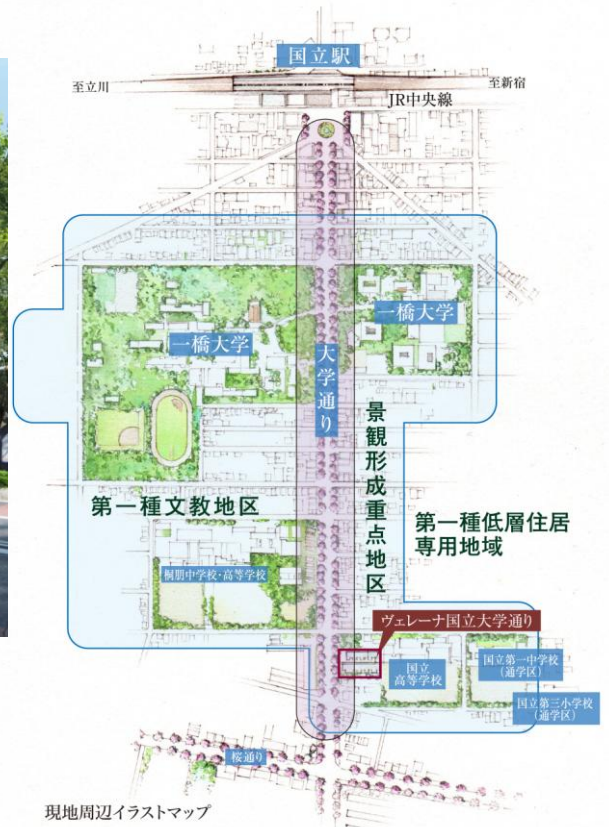 国立駅
至立川
至新宿
JR中央線
一橋大学
一橋大学
大学通り
景観形成重点地区
第一種文教地区
第一種低層住居
専用地域
桐朋中学校・高等学校
ヴェレーナ国立大学通り
国立
高等学校
国立第一中学校
(通学区)
国立第三小学校
(通学区)
桜通り
現地周辺イラストマップ